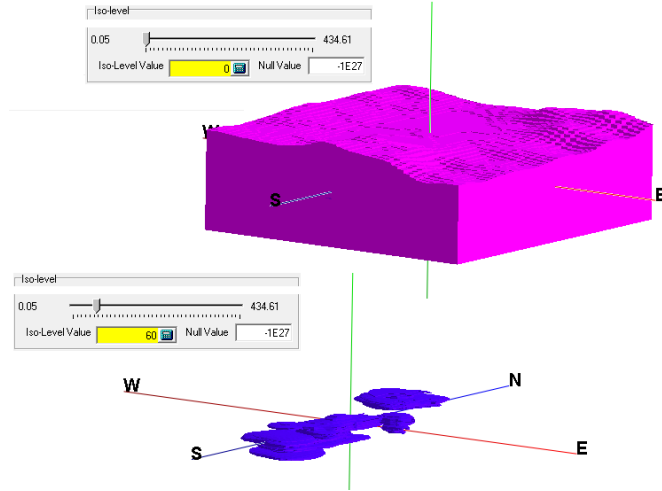 Iso-level
0.05 434.61
Iso-Level Value 0 Null Value -1E27
W
S E
Iso-level
0.05 434.61
Iso-Level Value 60 Null Value -1E27
W N
S E